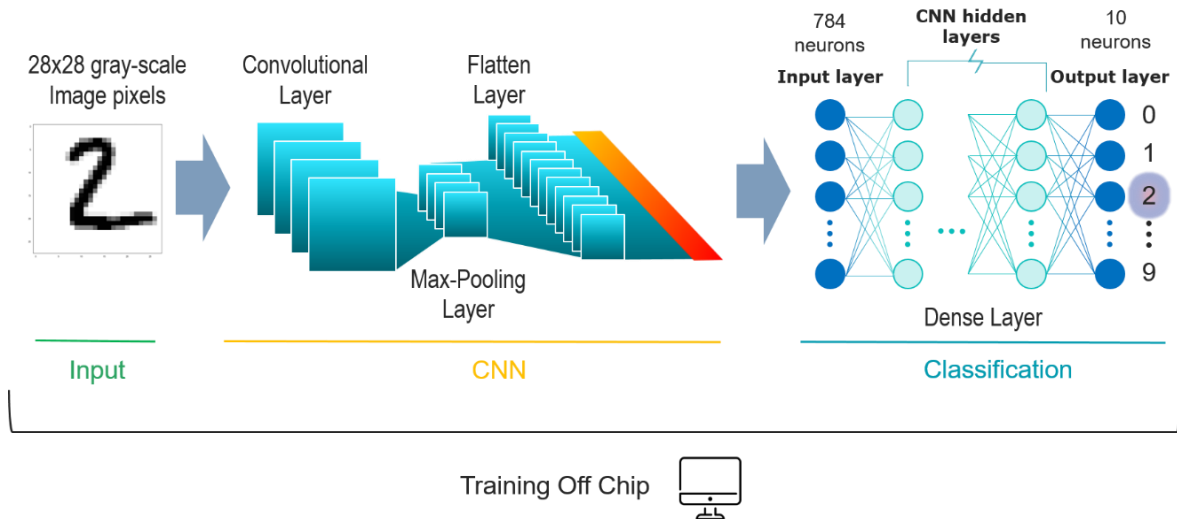 28x28 gray-scale
Image pixels
Convolutional
Layer
Flatten
Layer
Max-Pooling
Layer
784
neurons
Input layer
CNN hidden
layers
10
neurons
Output layer
0
1
2
9
Dense Layer
Input
CNN
Classification
Training Off Chip